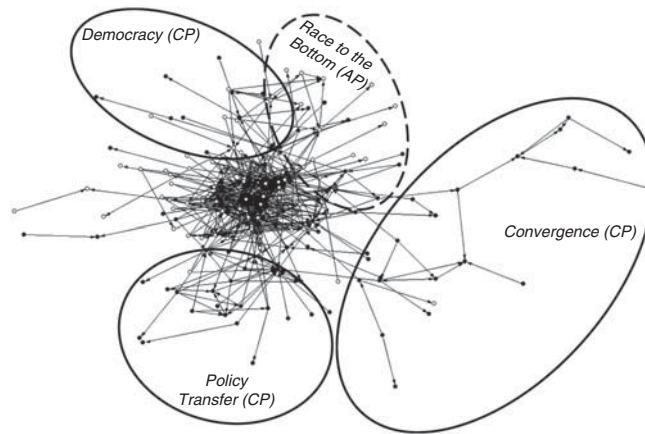 Democracy (CP)
Race to the
Bottom (AP)
Convergence (CP)
Policy
Transfer (CP)